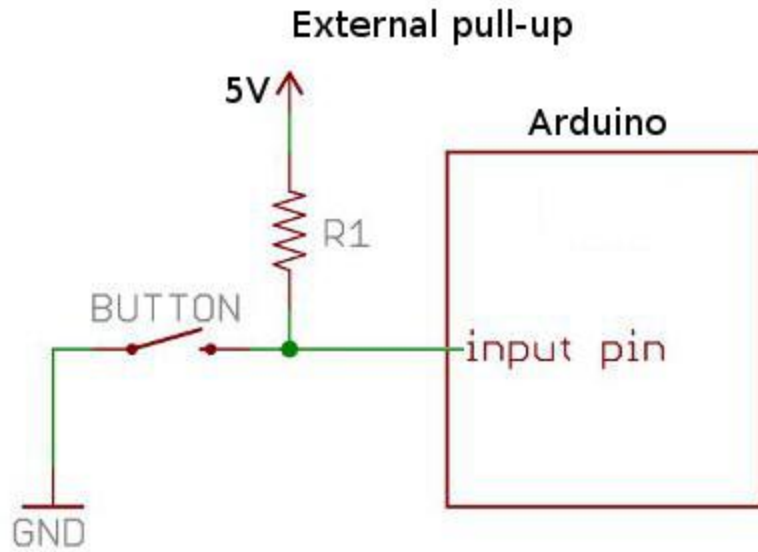 External pull-up
5V
Arduino
R1
BUTTON
input pin
GND